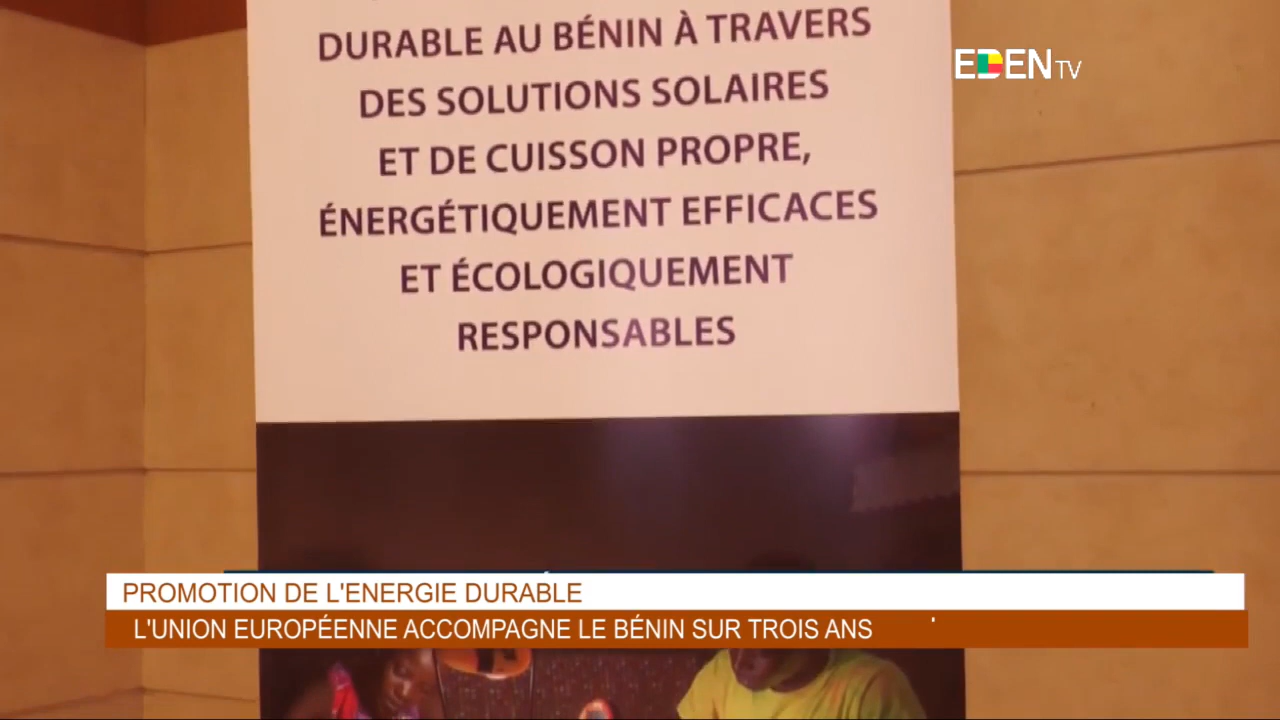 DURABLE AU BÉNIN À TRAVERS
DES SOLUTIONS SOLAIRES
ET DE CUISSON PROPRE,
ÉNERGÉTIQUEMENT EFFICACES
ET ÉCOLOGIQUEMENT
RESPONSABLES
EDEN TV
PROMOTION DE L'ENERGIE DURABLE
L'UNION EUROPÉENNE ACCOMPAGNE LE BÉNIN SUR TROIS ANS